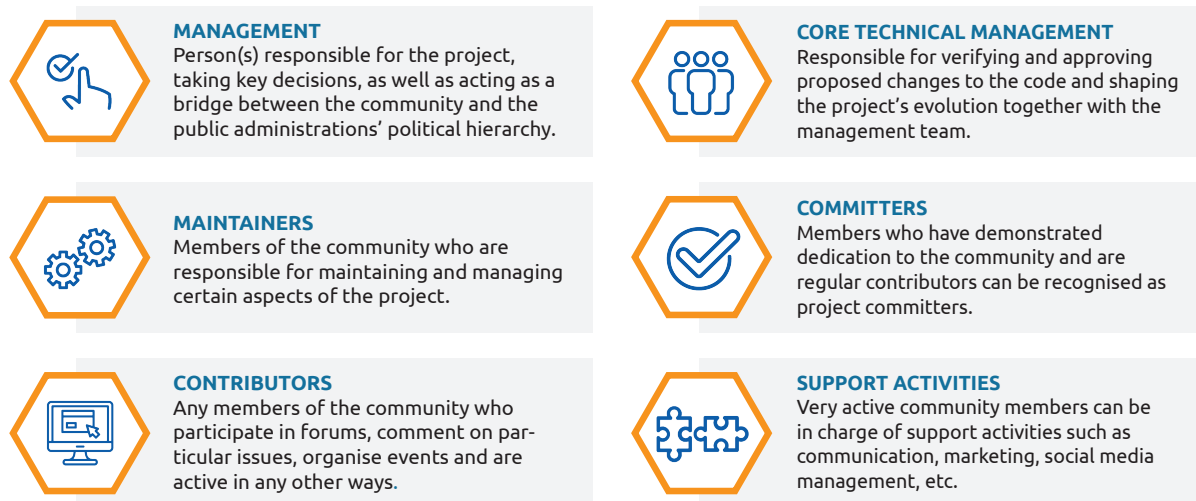 MANAGEMENT
Person(s) responsible for the project,
taking key decisions, as well as acting as a
bridge between the community and the
public administrations’ political hierarchy.
CORE TECHNICAL MANAGEMENT
Responsible for verifying and approving
proposed changes to the code and shaping
the project’s evolution together with the
management team.
MAINTAINERS
Members of the community who are
responsible for maintaining and managing
certain aspects of the project.
COMMITTERS
Members who have demonstrated
dedication to the community and are
regular contributors can be recognised as
project committers.
CONTRIBUTORS
Any members of the community who
participate in forums, comment on par-
ticular issues, organise events and are
active in any other ways.
SUPPORT ACTIVITIES
Very active community members can be
in charge of support activities such as
communication, marketing, social media
management, etc.